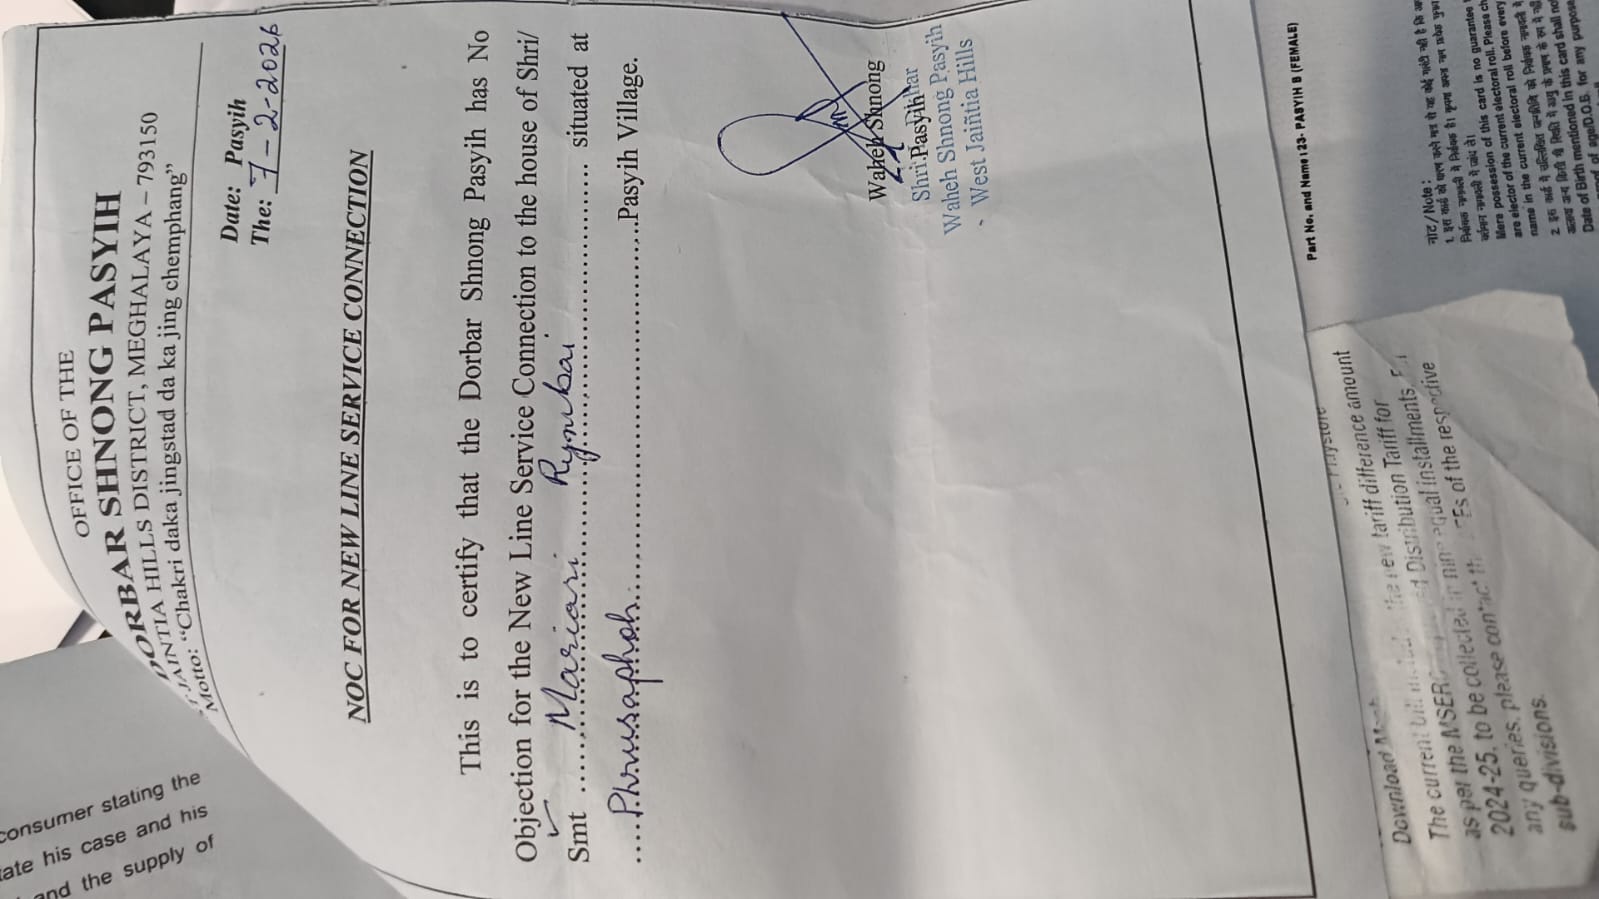 OFFICE OF THE
DORBAR SHNONG PASYIH
JAINTIA HILLS DISTRICT, MEGHALAYA – 793150
Motto: “Chakri daka jingstad da ka jing chemphang”
Date: Pasyih
The: 7-2-2026
NOC FOR NEW LINE SERVICE CONNECTION
This is to certify that the Dorbar Shnong Pasyih has No
Objection for the New Line Service Connection to the house of Shri/
Smt ..... Mariari Rymbai ..... situated at
.... Phrusaphoh ..... Pasyih Village.
Waheh Shnong
Pasyih
Shri.
Waheh Shnong Pasyih
West Jaintia Hills
consumer stating the
ate his case and his
and the supply of
Part No. and Name: 23- PASYIH B (FEMALE)
नोट / Note :
Mere possession of this card is no guarantee
are elector of the current electoral roll. Please
name in the current electoral roll before every
Date of Birth mentioned in this card shall not
of age/D.O.B. for any purpose
Download
The current bill the new tariff difference amount
as per the MSERC Distribution Tariff for
2024-25, to be collected in nine equal installments.
any queries, please contact of the respective
sub-divisions.